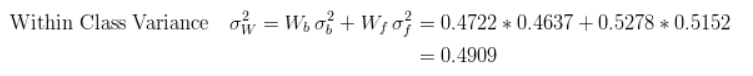 Within Class Variance σ²_W = W_b σ²_b + W_f σ²_f = 0.4722 ∗ 0.4637 + 0.5278 ∗ 0.5152
= 0.4909